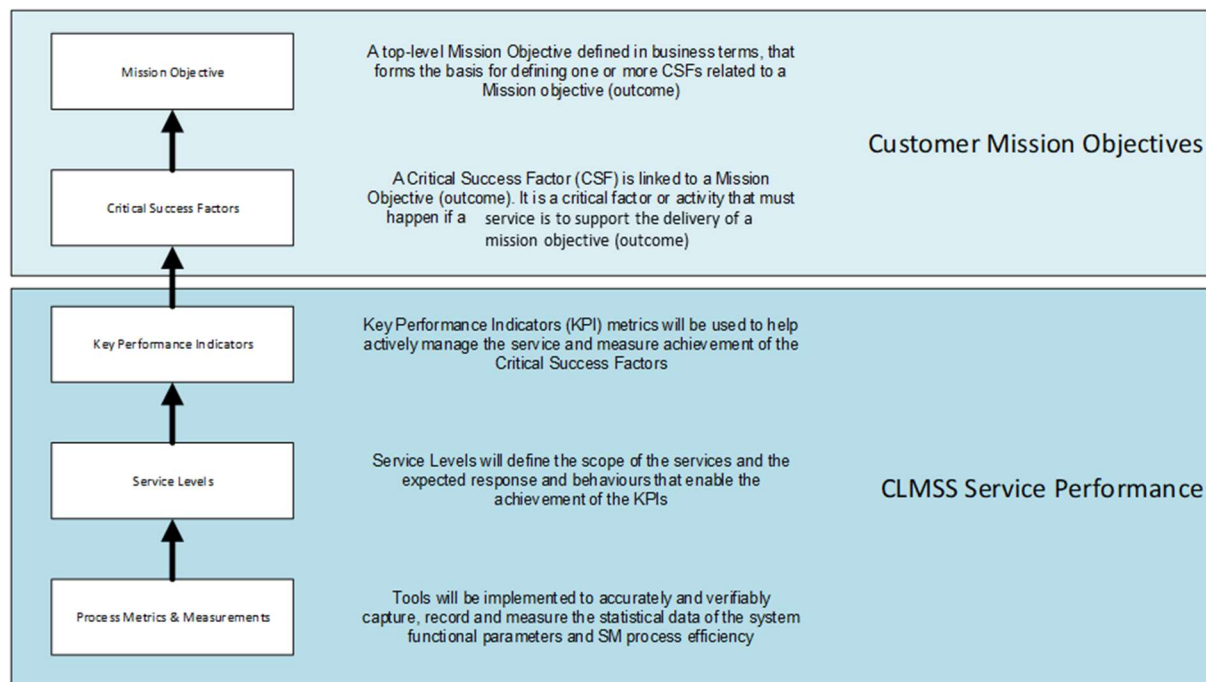 Mission Objective
A top-level Mission Objective defined in business terms, that
forms the basis for defining one or more CSFs related to a
Mission objective (outcome)
Customer Mission Objectives
Critical Success Factors
A Critical Success Factor (CSF) is linked to a Mission
Objective (outcome). It is a critical factor or activity that must
happen if a service is to support the delivery of a
mission objective (outcome)
Key Performance Indicators
Key Performance Indicators (KPI) metrics will be used to help
actively manage the service and measure achievement of the
Critical Success Factors
Service Levels
Service Levels will define the scope of the services and the
expected response and behaviours that enable the
achievement of the KPIs
CLMSS Service Performance
Process Metrics & Measurements
Tools will be implemented to accurately and verifiably
capture, record and measure the statistical data of the system
functional parameters and SM process efficiency